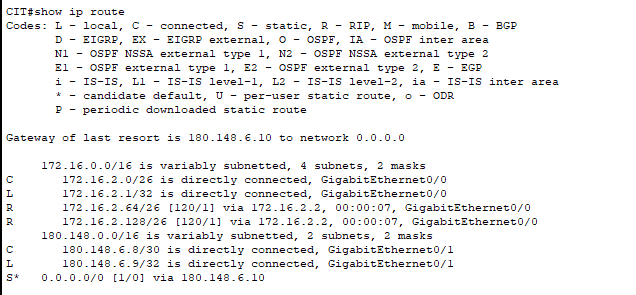 CIT#show ip route
Codes: L - local, C - connected, S - static, R - RIP, M - mobile, B - BGP
       D - EIGRP, EX - EIGRP external, O - OSPF, IA - OSPF inter area
       N1 - OSPF NSSA external type 1, N2 - OSPF NSSA external type 2
       E1 - OSPF external type 1, E2 - OSPF external type 2, E - EGP
       i - IS-IS, L1 - IS-IS level-1, L2 - IS-IS level-2, ia - IS-IS inter area
       * - candidate default, U - per-user static route, o - ODR
       P - periodic downloaded static route

Gateway of last resort is 180.148.6.10 to network 0.0.0.0

     172.16.0.0/16 is variably subnetted, 4 subnets, 2 masks
C       172.16.2.0/26 is directly connected, GigabitEthernet0/0
L       172.16.2.1/32 is directly connected, GigabitEthernet0/0
R       172.16.2.64/26 [120/1] via 172.16.2.2, 00:00:07, GigabitEthernet0/0
R       172.16.2.128/26 [120/1] via 172.16.2.2, 00:00:07, GigabitEthernet0/0
     180.148.0.0/16 is variably subnetted, 2 subnets, 2 masks
C       180.148.6.8/30 is directly connected, GigabitEthernet0/1
L       180.148.6.9/32 is directly connected, GigabitEthernet0/1
S*   0.0.0.0/0 [1/0] via 180.148.6.10